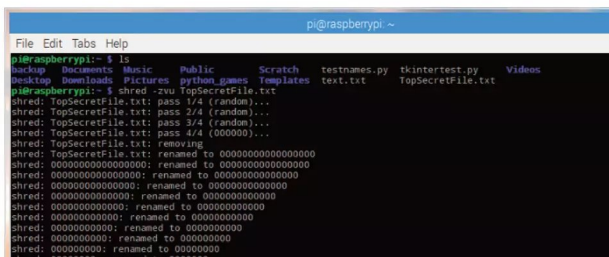 pi@raspberrypi: ~
File Edit Tabs Help
pi@raspberrypi:~ $ ls
backup Documents Music Public Scratch testnames.py tkintertest.py Videos
Desktop Downloads Pictures python_games Templates text.txt TopSecretFile.txt
pi@raspberrypi:~ $ shred -zvu TopSecretFile.txt
shred: TopSecretFile.txt: pass 1/4 (random)...
shred: TopSecretFile.txt: pass 2/4 (random)...
shred: TopSecretFile.txt: pass 3/4 (random)...
shred: TopSecretFile.txt: pass 4/4 (000000)...
shred: TopSecretFile.txt: removing
shred: TopSecretFile.txt: renamed to 00000000000000000
shred: 00000000000000000: renamed to 0000000000000000
shred: 0000000000000000: renamed to 000000000000000
shred: 000000000000000: renamed to 00000000000000
shred: 00000000000000: renamed to 0000000000000
shred: 0000000000000: renamed to 000000000000
shred: 000000000000: renamed to 00000000000
shred: 00000000000: renamed to 0000000000
shred: 0000000000: renamed to 000000000
shred: 000000000: renamed to 00000000